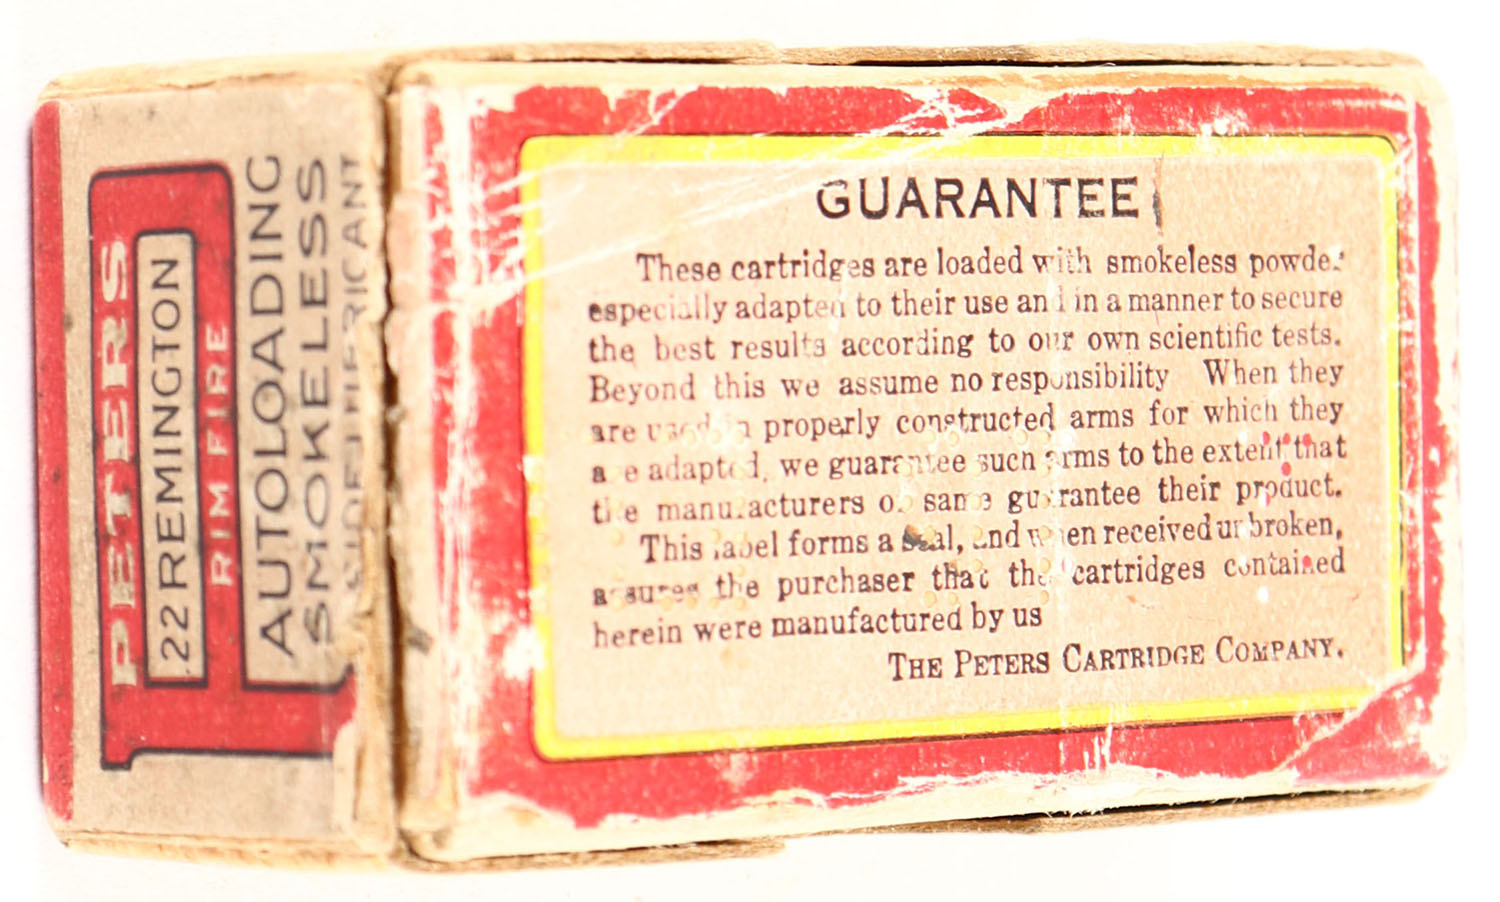 PETERS
.22 REMINGTON
RIM FIRE
AUTOLOADING
SMOKELESS
GUARANTEE
These cartridges are loaded with smokeless powder
especially adapted to their use and in a manner to secure
the best results according to our own scientific tests.
Beyond this we assume no responsibility When they
are used in properly constructed arms for which they
are adapted, we guarantee such arms to the extent that
the manufacturers of same guarantee their product.
This label forms a seal, and when received unbroken,
assures the purchaser that the cartridges contained
herein were manufactured by us
THE PETERS CARTRIDGE COMPANY.